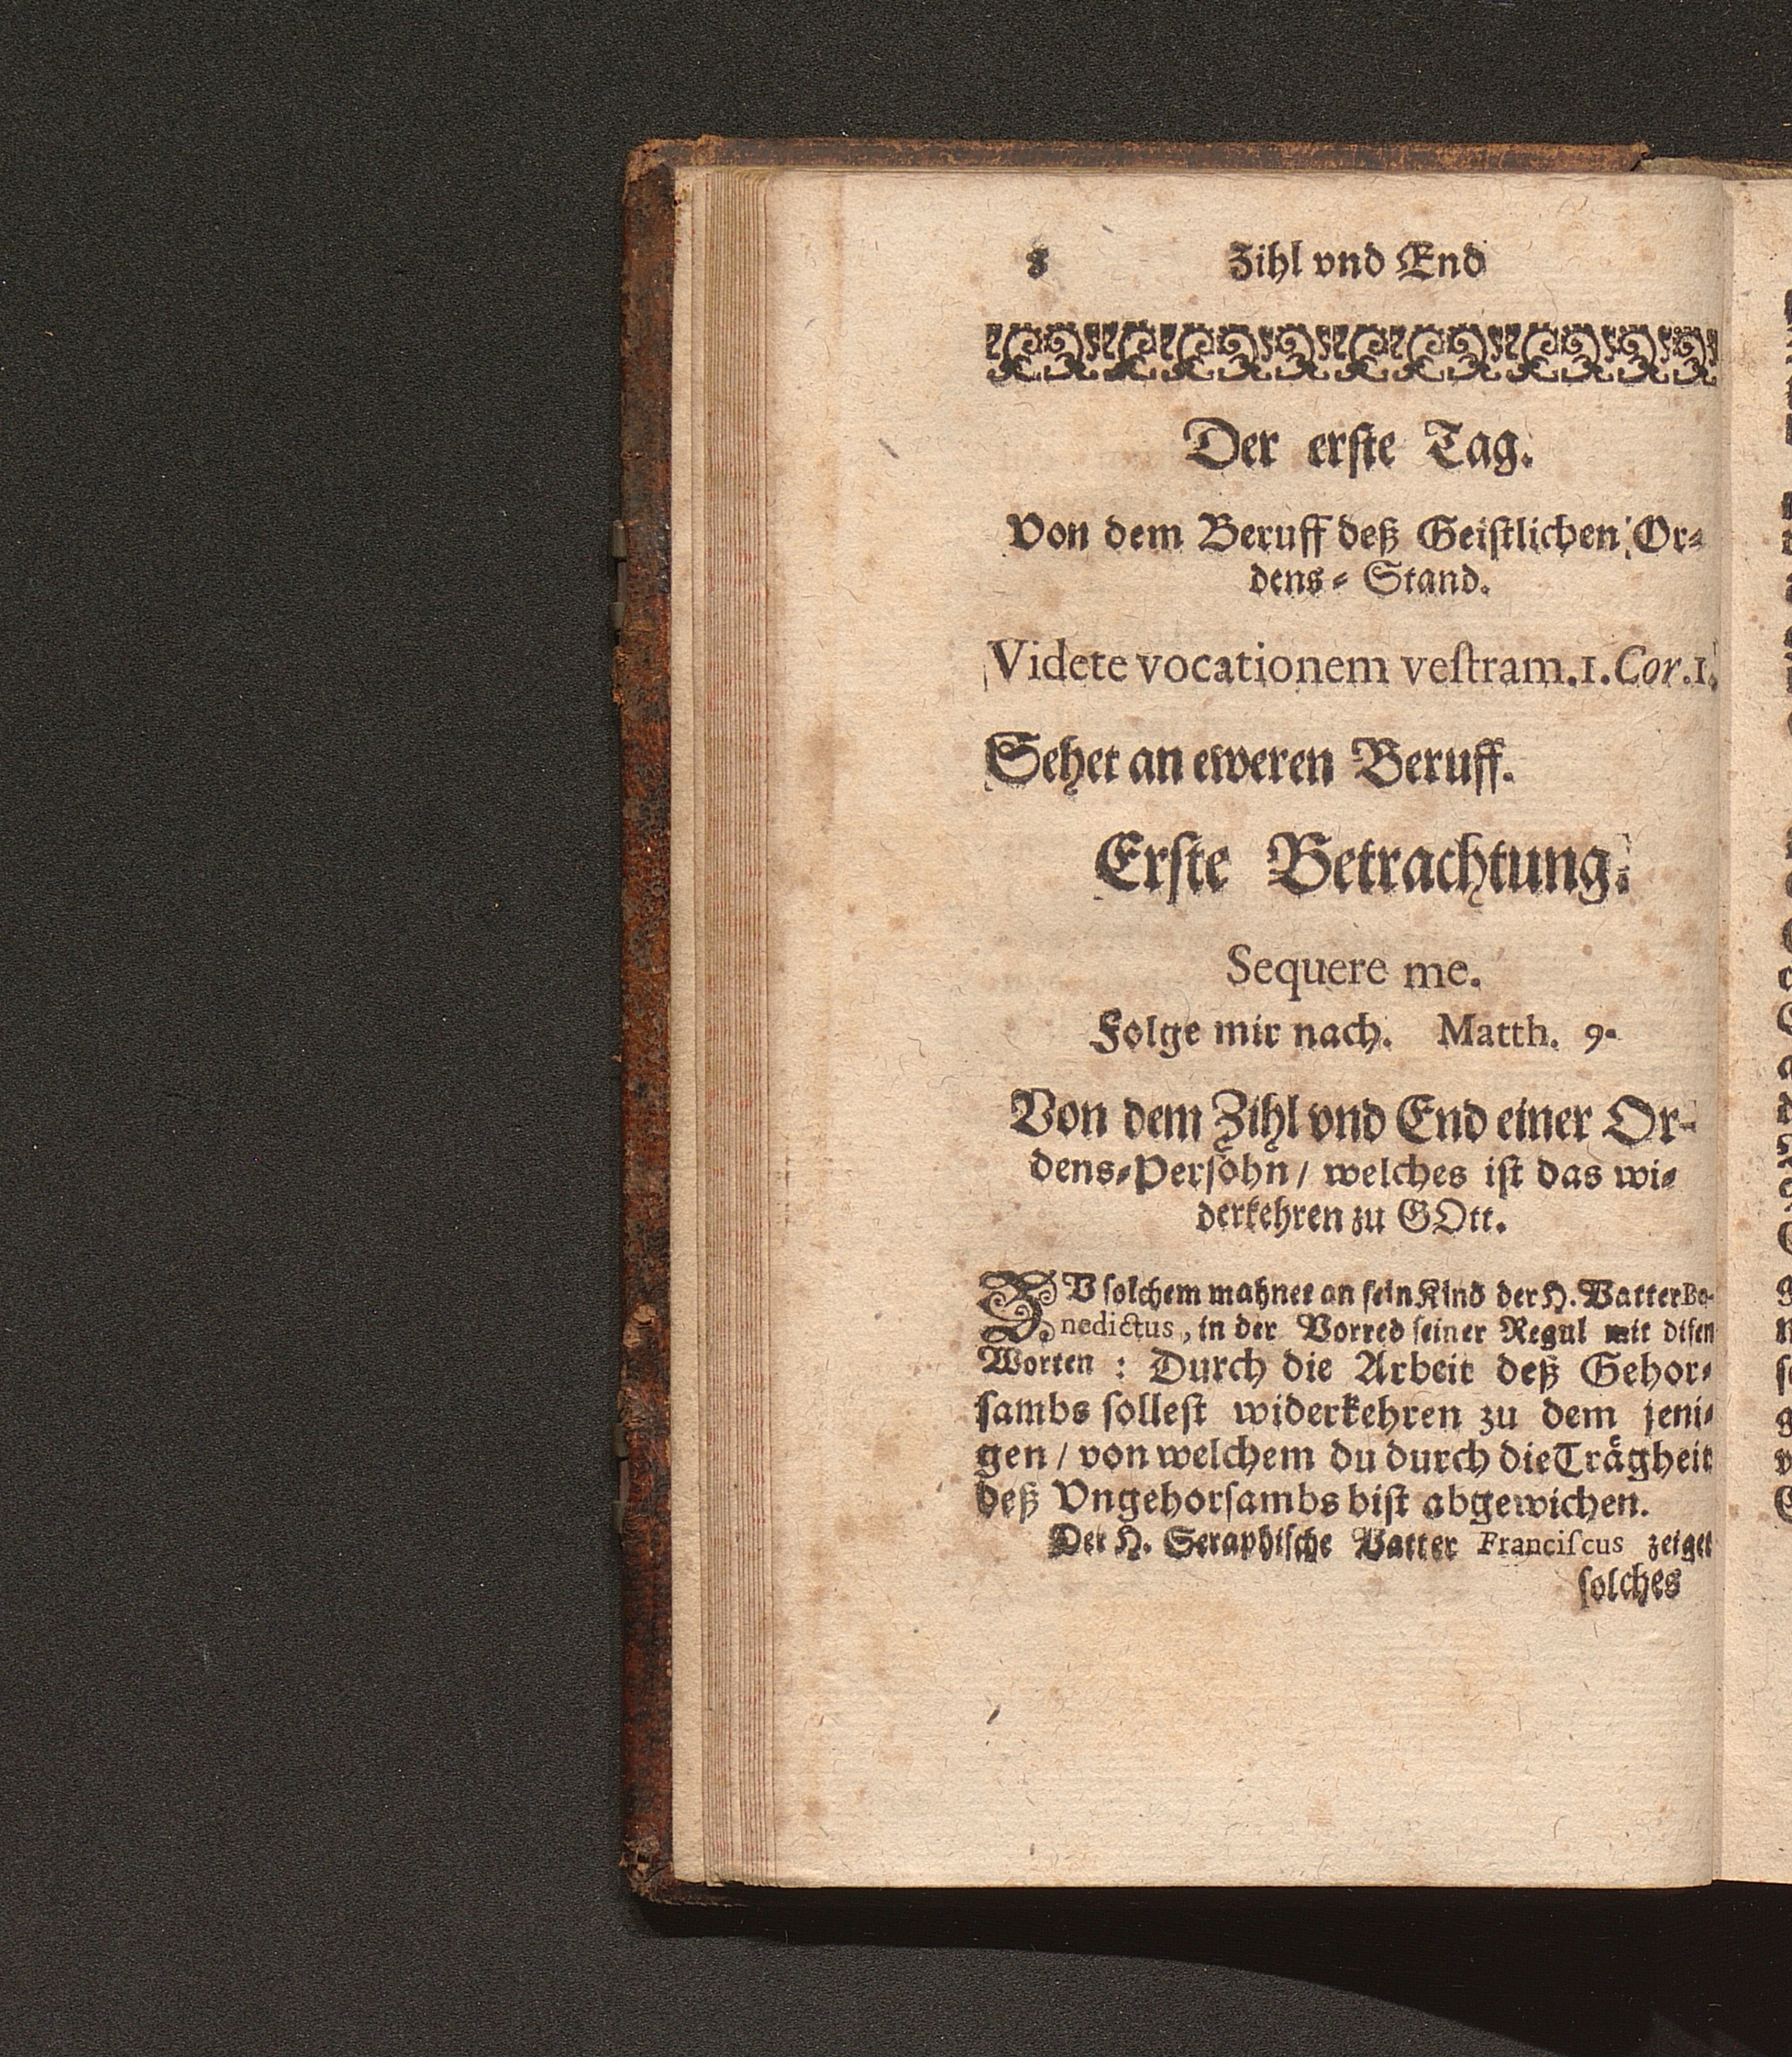 8 Zihl vnd End
Der erste Tag.
Von dem Beruff deß Geistlichen Or-
dens-Stand.
Videte vocationem vestram. 1. Cor. 1.
Sehet an eweren Beruff.
Erste Betrachtung.
Sequere me.
Folge mir nach. Matth. 9.
Von dem Zihl vnd End einer Or-
dens-Persohn / welches ist das wi-
derkehren zu GOtt.
ZU solchem mahnet an sein Kind der H. Vatter Be-
nedictus, in der Vorred seiner Regul mit disen
Worten : Durch die Arbeit deß Gehor-
sambs sollest widerkehren zu dem jeni-
gen / von welchem du durch die Trägheit
deß Vngehorsambs bist abgewichen.
Der H. Seraphische Vatter Franciscus zeiget
solches